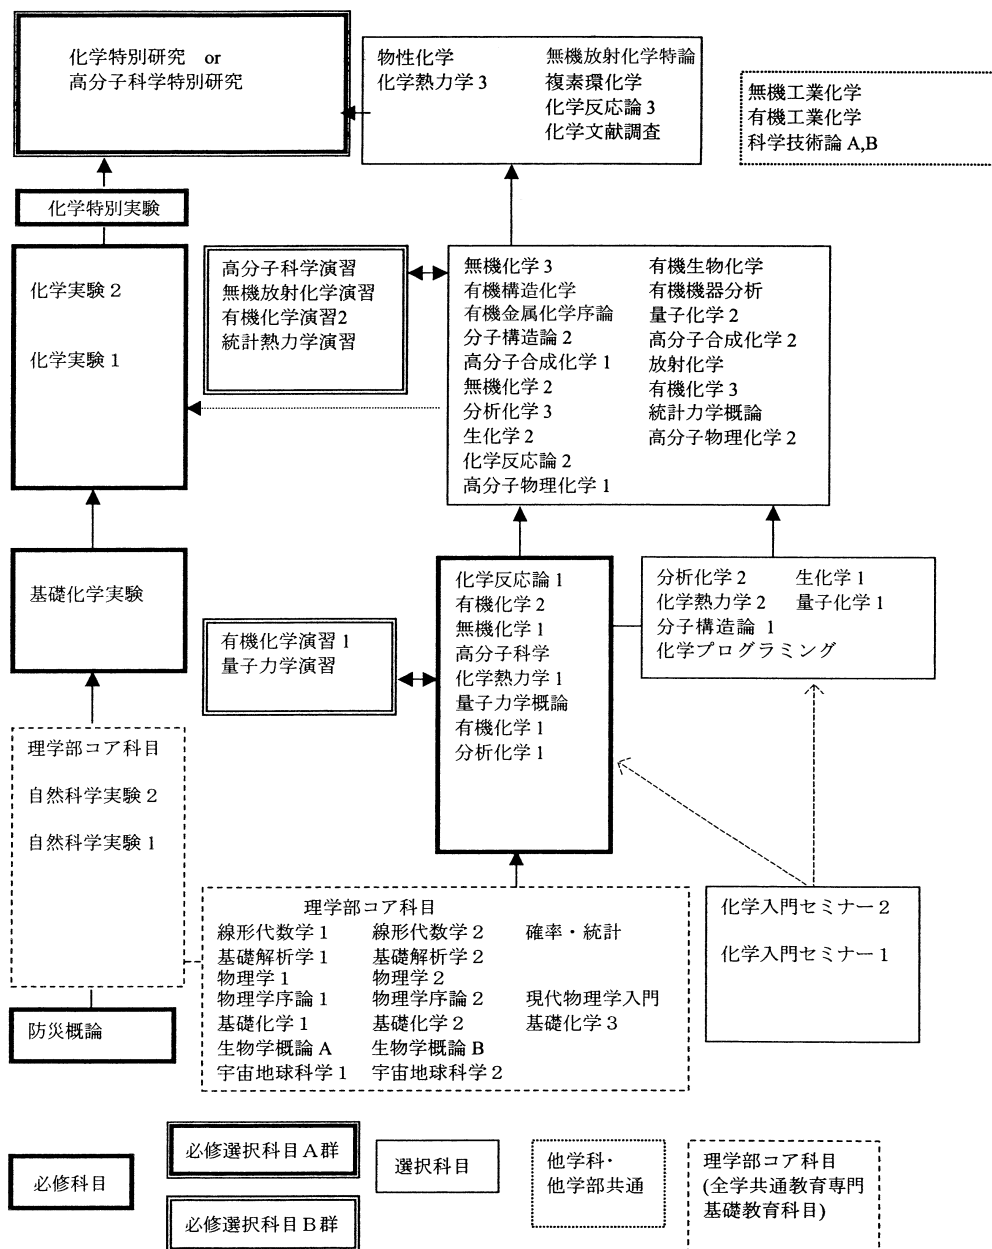 化学特別研究 or
高分子科学特別研究
物性化学 無機放射化学特論
化学熱力学 3 複素環化学
化学反応論 3
化学文献調査
無機工業化学
有機工業化学
科学技術論 A,B
化学特別実験
化学実験 2
化学実験 1
高分子科学演習
無機放射化学演習
有機化学演習2
統計熱力学演習
無機化学 3 有機生物化学
有機構造化学 有機機器分析
有機金属化学序論 量子化学 2
分子構造論 2 高分子合成化学 2
高分子合成化学 1 放射化学
無機化学 2 有機化学 3
分析化学 3 統計力学概論
生化学 2 高分子物理化学 2
化学反応論 2
高分子物理化学 1
基礎化学実験
有機化学演習 1
量子力学演習
化学反応論 1
有機化学 2
無機化学 1
高分子科学
化学熱力学 1
量子力学概論
有機化学 1
分析化学 1
分析化学 2 生化学 1
化学熱力学 2 量子化学 1
分子構造論 1
化学プログラミング
理学部コア科目
自然科学実験 2
自然科学実験 1
理学部コア科目
線形代数学 1 線形代数学 2 確率・統計
基礎解析学 1 基礎解析学 2
物理学 1 物理学 2
物理学序論 1 物理学序論 2 現代物理学入門
基礎化学 1 基礎化学 2 基礎化学 3
生物学概論 A 生物学概論 B
宇宙地球科学 1 宇宙地球科学 2
化学入門セミナー 2
化学入門セミナー 1
防災概論
必修科目
必修選択科目A群
必修選択科目B群
選択科目
他学科・
他学部共通
理学部コア科目
(全学共通教育専門
基礎教育科目)